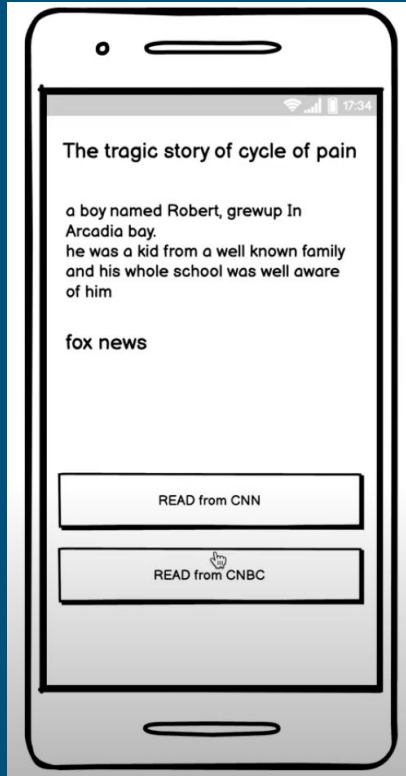 17:34
The tragic story of cycle of pain
a boy named Robert, grewup In
Arcadia bay.
he was a kid from a well known family
and his whole school was well aware
of him
fox news
READ from CNN
READ from CNBC